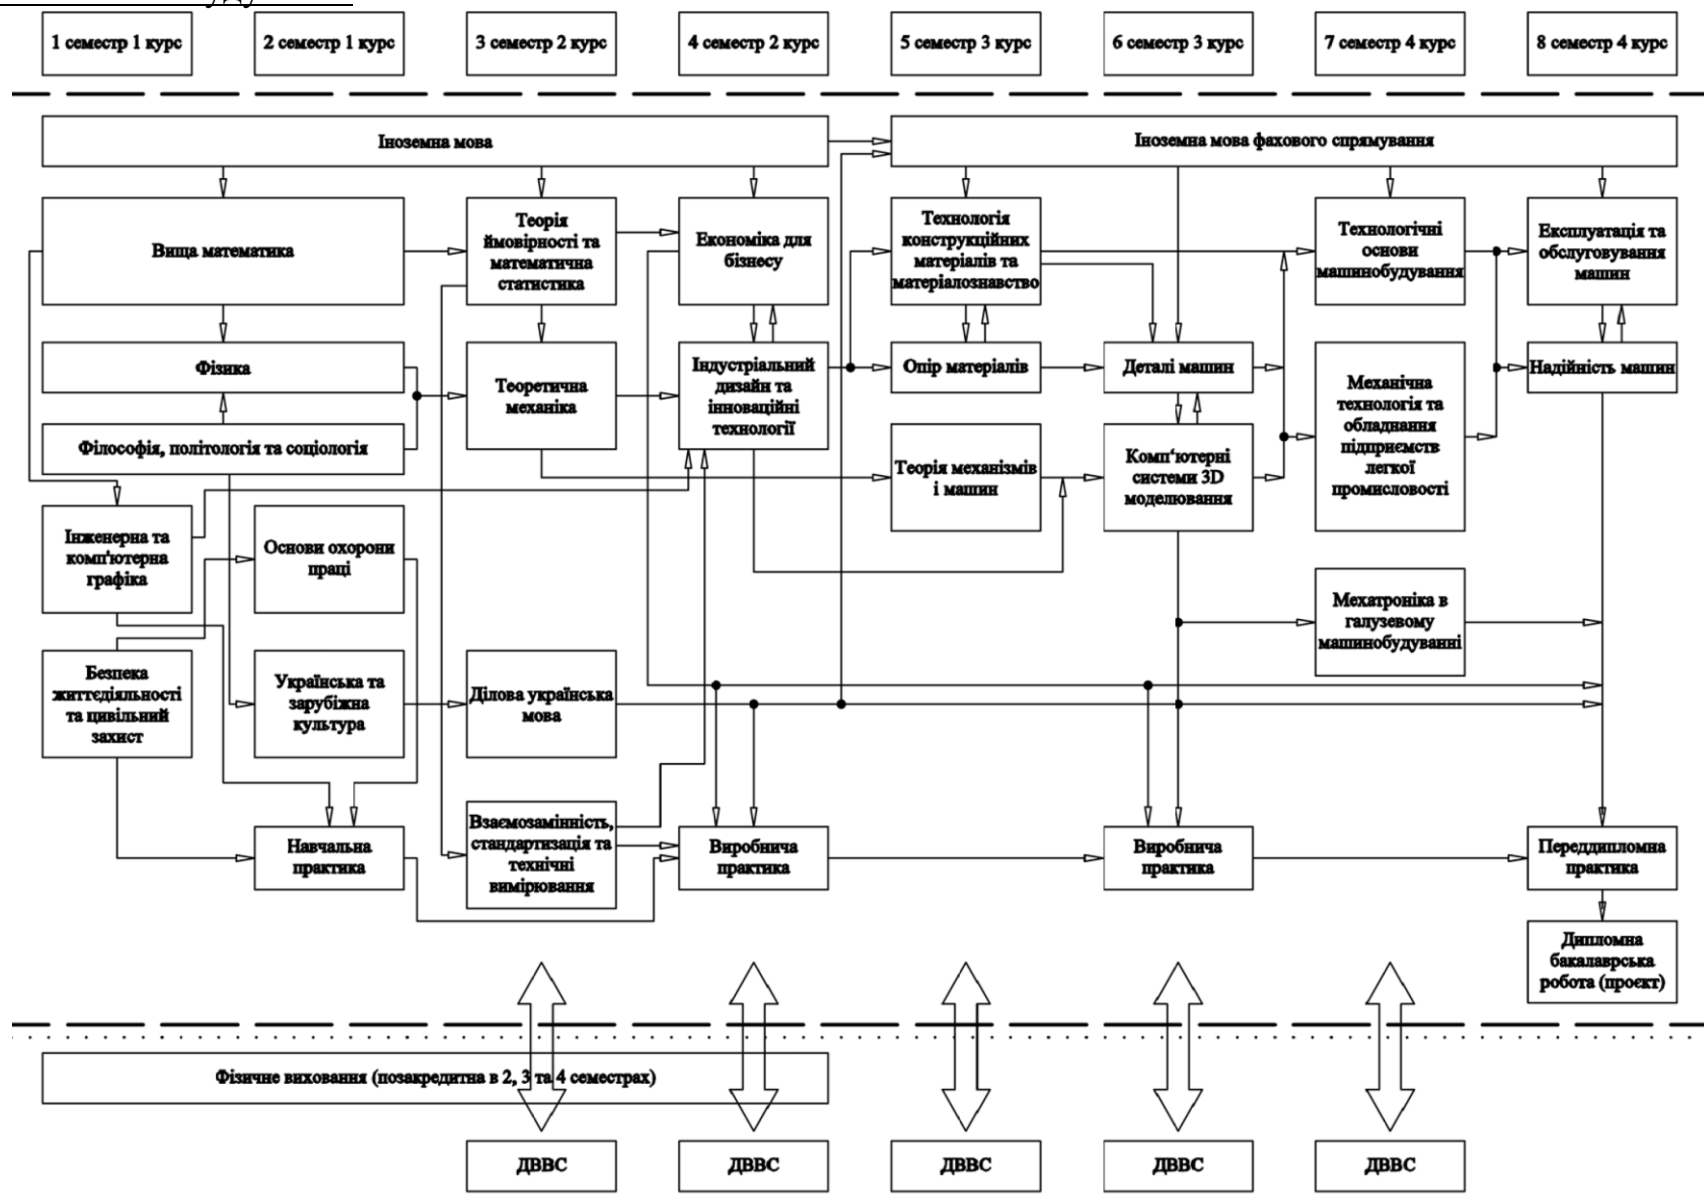 1 семестр 1 курс
2 семестр 1 курс
3 семестр 2 курс
4 семестр 2 курс
5 семестр 3 курс
6 семестр 3 курс
7 семестр 4 курс
8 семестр 4 курс
Іноземна мова
Іноземна мова фахового спрямування
Вища математика
Теорія
ймовірності та
математична
статистика
Економіка для
бізнесу
Технологія
конструкційних
матеріалів та
матеріалознавство
Технологічні
основи
машинобудування
Експлуатація та
обслуговування
машин
Фізика
Теоретична
механіка
Індустріальний
дизайн та
інноваційні
технології
Опір матеріалів
Деталі машин
Механічна
технологія та
обладнання
підприємств
легкої
промисловості
Надійність машин
Філософія, політологія та соціологія
Теорія механізмів
і машин
Комп'ютерні
системи 3D
моделювання
Інженерна та
комп'ютерна
графіка
Основи охорони
праці
Мехатроніка в
галузевому
машинобудуванні
Безпека
життєдіяльності
та цивільний
захист
Українська та
зарубіжна
культура
Ділова українська
мова
Навчальна
практика
Взаємозамінність,
стандартизація та
технічні
вимірювання
Виробнича
практика
Виробнича
практика
Переддипломна
практика
Дипломна
бакалаврська
робота (проєкт)
Фізичне виховання (позакредитна в 2, 3 та 4 семестрах)
ДВВС
ДВВС
ДВВС
ДВВС
ДВВС